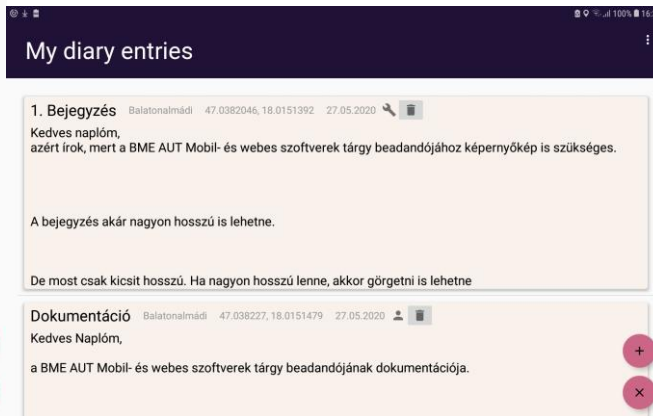 100% 16:
My diary entries
1. Bejegyzés Balatonalmádi 47.0382046, 18.0151392 27.05.2020
Kedves naplóm,
azért írok, mert a BME AUT Mobil- és webes szoftverek tárgy beadandójához képernyőkép is szükséges.
A bejegyzés akár nagyon hosszú is lehetne.
De most csak kicsit hosszú. Ha nagyon hosszú lenne, akkor görgetni is lehetne
Dokumentáció Balatonalmádi 47.038227, 18.0151479 27.05.2020
Kedves Naplóm,
a BME AUT Mobil- és webes szoftverek tárgy beadandójának dokumentációja.